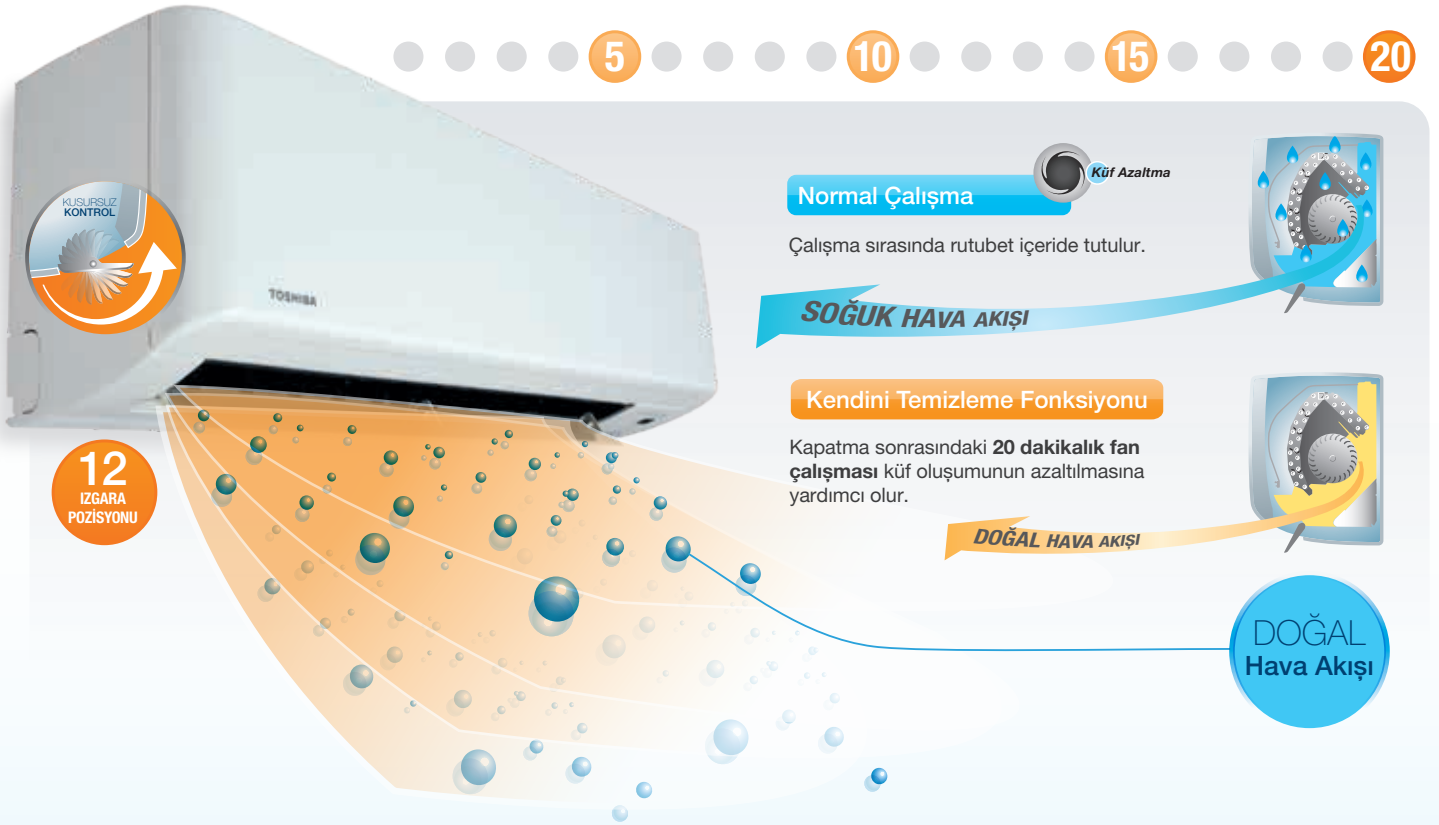 5 10 15 20
Küf Azaltma
Normal Çalışma
Çalışma sırasında rutubet içeride tutulur.
KUSURSUZ
KONTROL
TOSHIBA
SOĞUK HAVA AKIŞI
Kendini Temizleme Fonksiyonu
Kapatma sonrasındaki 20 dakikalık fan
çalışması küf oluşumunun azaltılmasına
yardımcı olur.
12
IZGARA
POZİSYONU
DOĞAL HAVA AKIŞI
DOĞAL
Hava Akışı